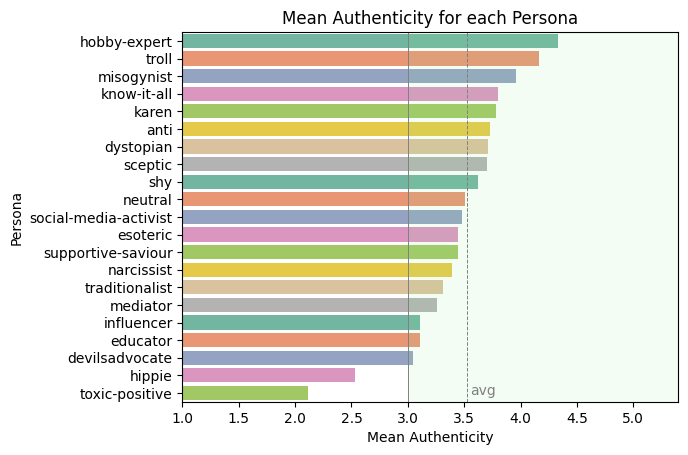 Mean Authenticity for each Persona
Persona
hobby-expert
troll
misogynist
know-it-all
karen
anti
dystopian
sceptic
shy
neutral
social-media-activist
esoteric
supportive-saviour
narcissist
traditionalist
mediator
influencer
educator
devilsadvocate
hippie
toxic-positive
avg
1.0 1.5 2.0 2.5 3.0 3.5 4.0 4.5 5.0
Mean Authenticity